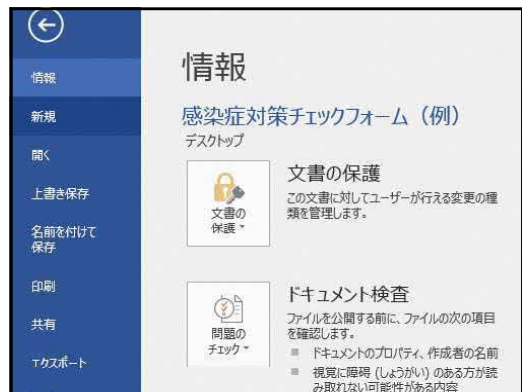 情報
情報
新規
感染症対策チェックフォーム（例）
デスクトップ
開く
文書の保護
上書き保存
この文書に対してユーザーが行える変更の種
類を管理します。
文書の
保護
名前を付けて
保存
印刷
ドキュメント検査
ファイルを公開する前に、ファイルの次の項目
を確認します。
問題の
チェック
共有
ドキュメントのプロパティ、作成者の名前
エクスポート
視覚に障碍 (しょうがい) のある方が読
み取れない可能性がある内容